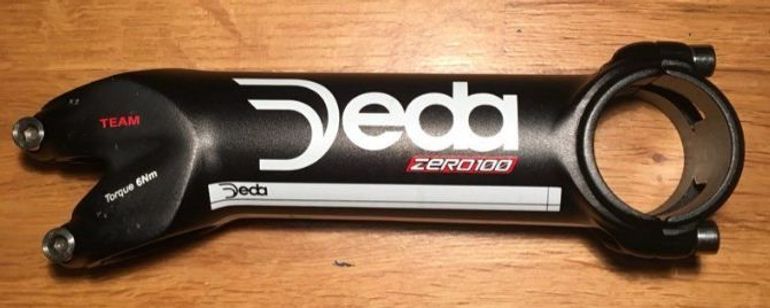 TEAM
Torque 6Nm
Deda
ZERO100
Deda